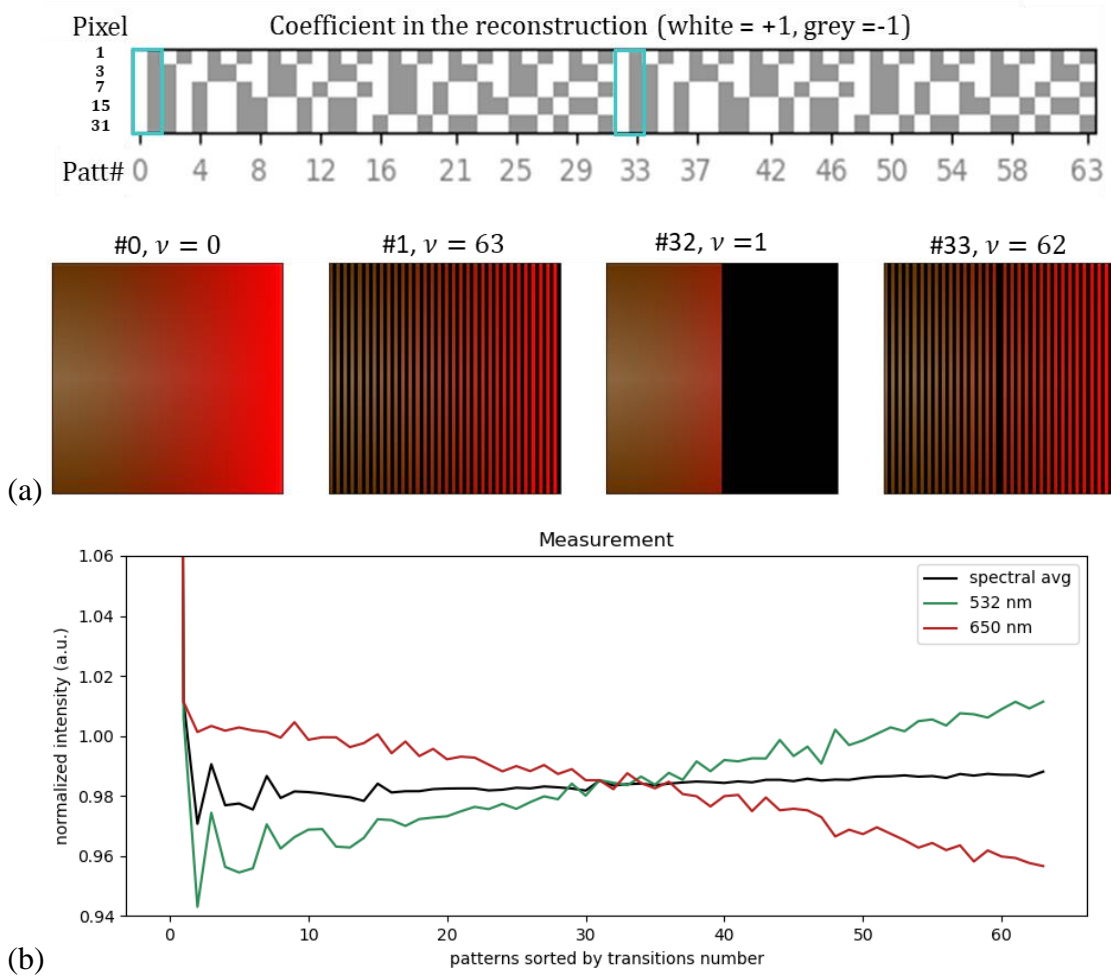 Pixel Coefficient in the reconstruction (white = +1, grey =-1)
1
3
7
15
31
Patt# 0 4 8 12 16 21 25 29 33 37 42 46 50 54 58 63
#0, ν = 0 #1, ν = 63 #32, ν =1 #33, ν = 62
(a)
Measurement
1.06
1.04
1.02
1.00
0.98
0.96
0.94
normalized intensity (a.u.)
spectral avg
532 nm
650 nm
0 10 20 30 40 50 60
patterns sorted by transitions number
(b)